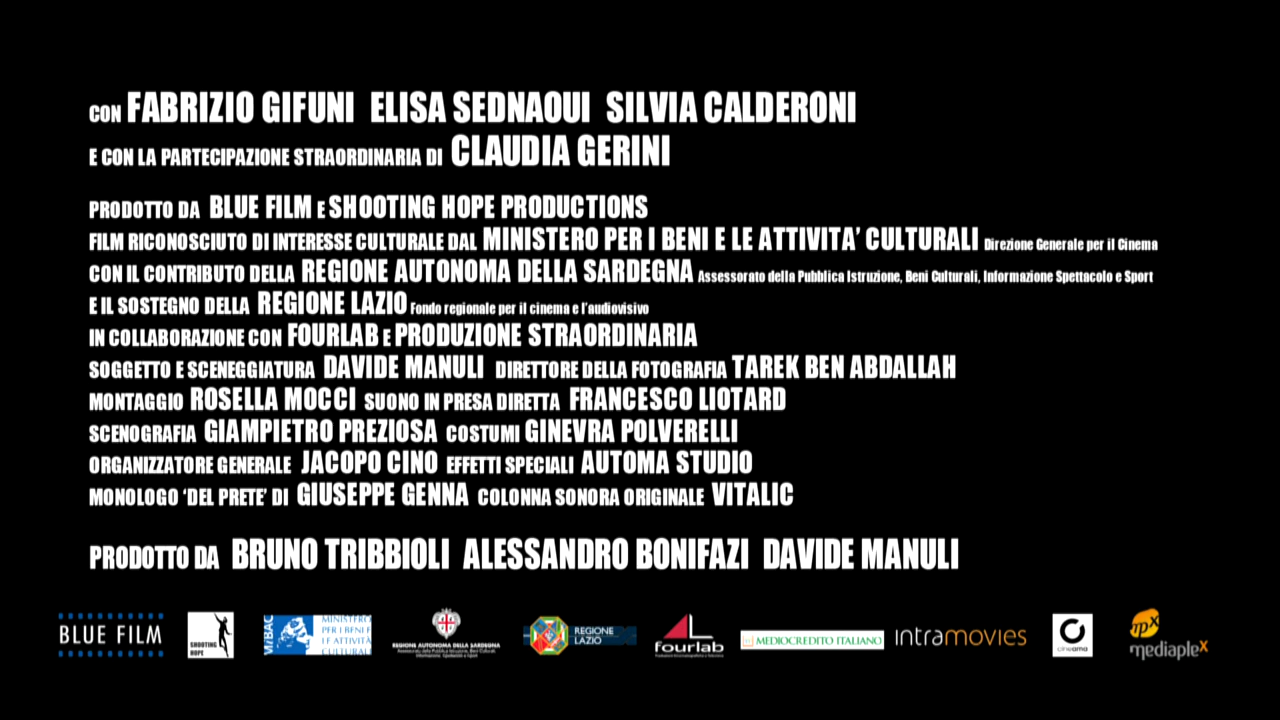 CON FABRIZIO GIFUNI ELISA SEDNAOUI SILVIA CALDERONI
E CON LA PARTECIPAZIONE STRAORDINARIA DI CLAUDIA GERINI
PRODOTTO DA BLUE FILM E SHOOTING HOPE PRODUCTIONS
FILM RICONOSCIUTO DI INTERESSE CULTURALE DAL MINISTERO PER I BENI E LE ATTIVITA' CULTURALI Direzione Generale per il Cinema
CON IL CONTRIBUTO DELLA REGIONE AUTONOMA DELLA SARDEGNA Assessorato della Pubblica Istruzione, Beni Culturali, Informazione Spettacolo e Sport
E IL SOSTEGNO DELLA REGIONE LAZIO Fondo regionale per il cinema e l'audiovisivo
IN COLLABORAZIONE CON FOURLAB E PRODUZIONE STRAORDINARIA
SOGGETTO E SCENEGGIATURA DAVIDE MANULI DIRETTORE DELLA FOTOGRAFIA TAREK BEN ABDALLAH
MONTAGGIO ROSELLA MOCCI SUONO IN PRESA DIRETTA FRANCESCO LIOTARD
SCENOGRAFIA GIAMPIETRO PREZIOSA COSTUMI GINEVRA POLVERELLI
ORGANIZZATORE GENERALE JACOPO CINO EFFETTI SPECIALI AUTOMA STUDIO
MONOLOGO 'DEL PRETE' DI GIUSEPPE GENNA COLONNA SONORA ORIGINALE VITALIC
PRODOTTO DA BRUNO TRIBBIOLI ALESSANDRO BONIFAZI DAVIDE MANULI
BLUE FILM
SHOOTING
HOPE
MiBAC
MINISTERO
PER I BENI E
LE ATTIVITÀ
CULTURALI
REGIONE AUTONOMA DELLA SARDEGNA
REGIONE
LAZIO
fourlab
MEDIOCREDITO ITALIANO
intramovies
cineama
mpx
mediaplex